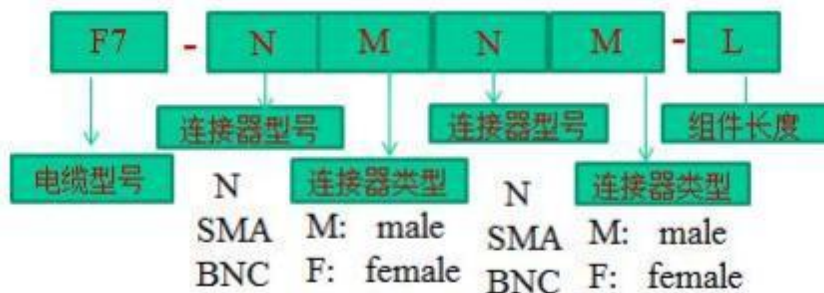 F7 - N M N M - L
连接器型号 连接器型号 组件长度
电缆型号 N 连接器类型 N 连接器类型
SMA M: male SMA M: male
BNC F: female BNC F: female